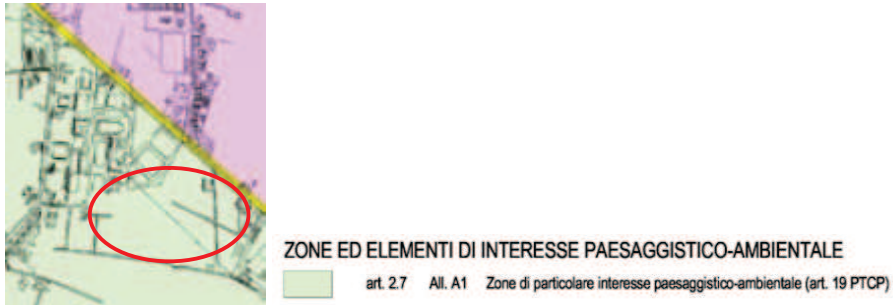 ZONE ED ELEMENTI DI INTERESSE PAESAGGISTICO-AMBIENTALE
art. 2.7 All. A1 Zone di particolare interesse paesaggistico-ambientale (art. 19 PTCP)